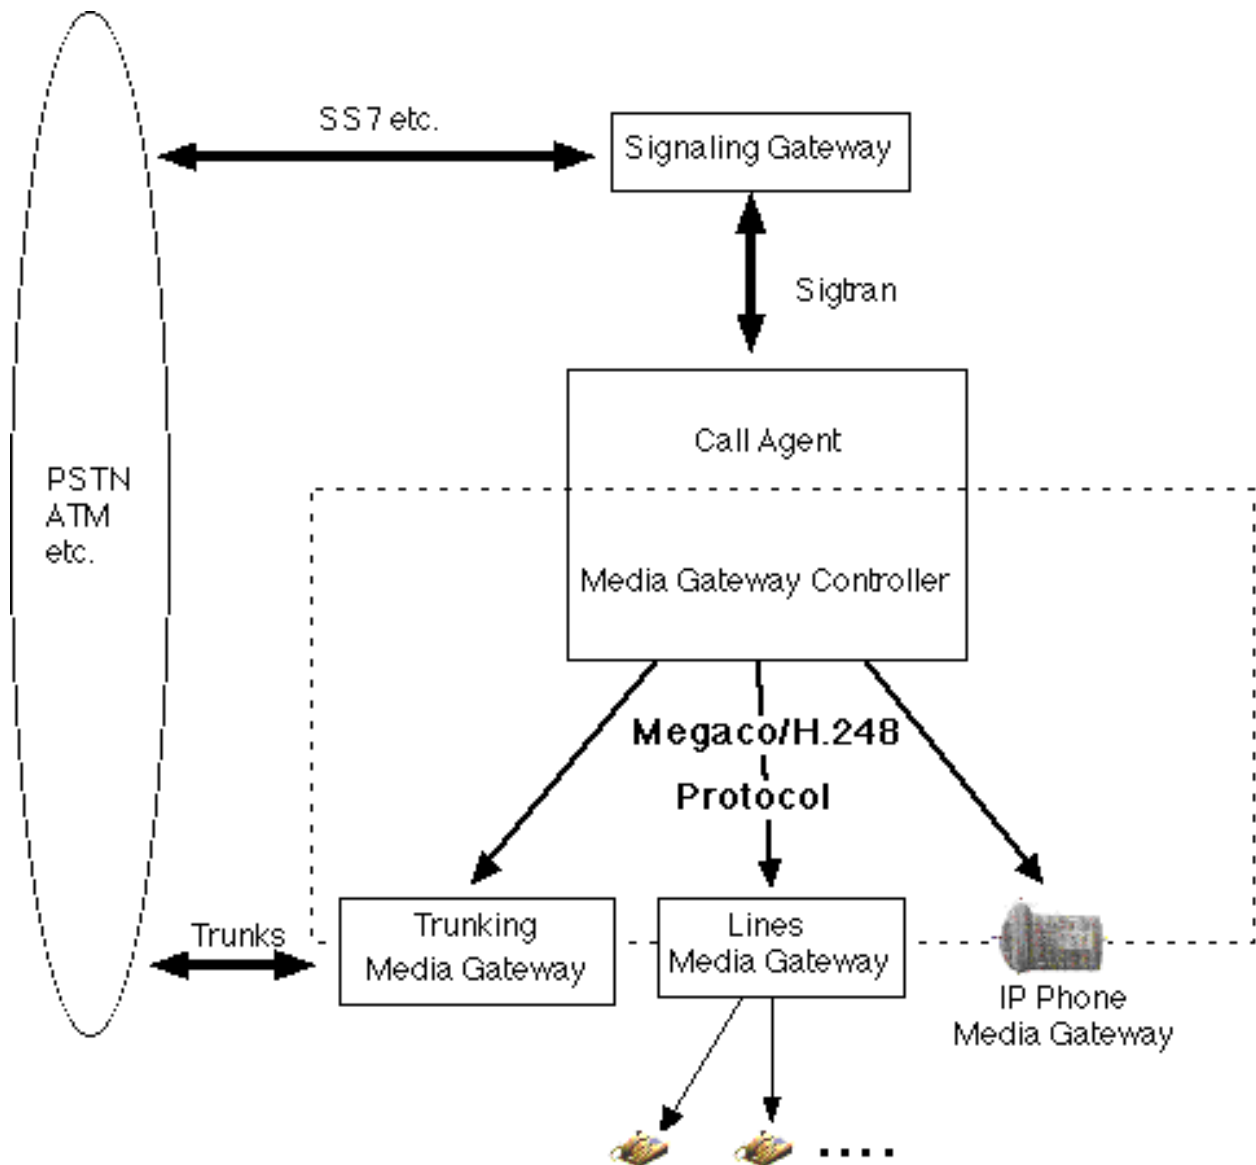 SS7 etc.
Signaling Gateway
Sigtran
Call Agent
PSTN
ATM
etc.
Media Gateway Controller
Megaco/H.248
Protocol
Trunks
Trunking
Media Gateway
Lines
Media Gateway
IP Phone
Media Gateway
....